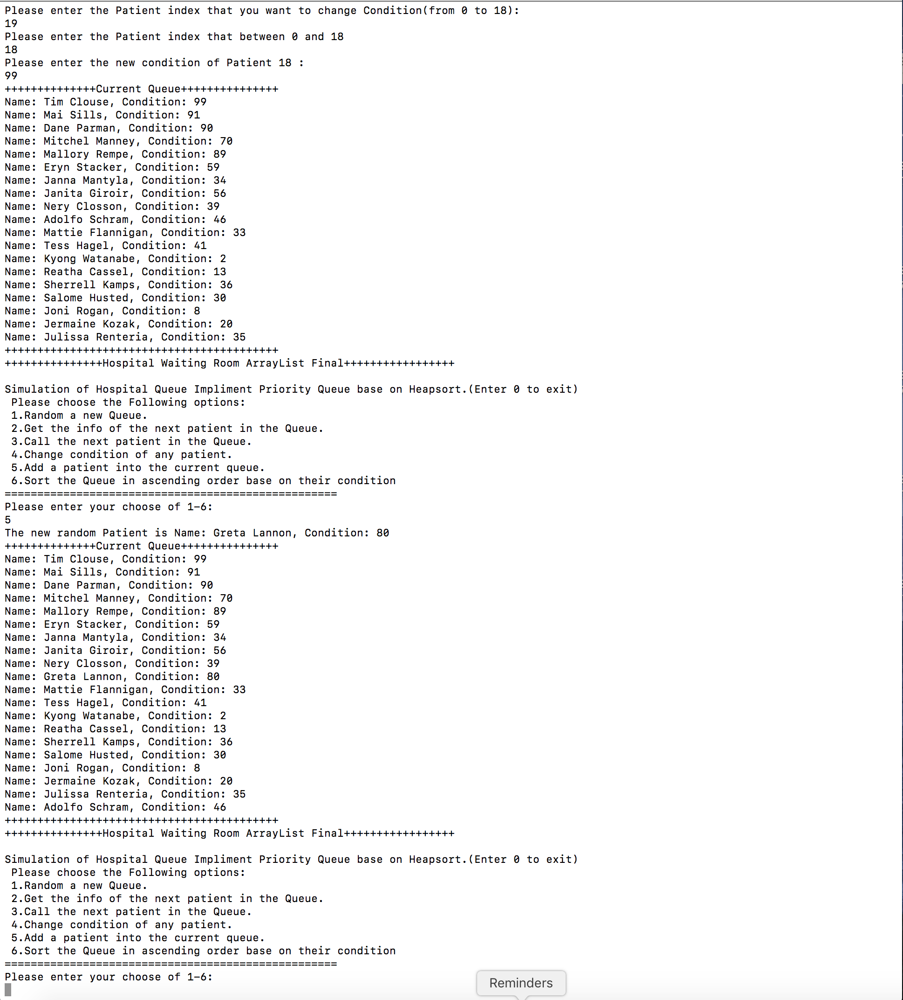 Please enter the Patient index that you want to change Condition(from 0 to 18):
19
Please enter the Patient index that between 0 and 18
18
Please enter the new condition of Patient 18 :
99
++++++++++++++Current Queue+++++++++++++++
Name: Tim Clouse, Condition: 99
Name: Mai Sills, Condition: 91
Name: Dane Parman, Condition: 90
Name: Mitchel Manney, Condition: 70
Name: Mallory Rempe, Condition: 89
Name: Eryn Stacker, Condition: 59
Name: Janna Mantyla, Condition: 34
Name: Janita Giroir, Condition: 56
Name: Nery Closson, Condition: 39
Name: Adolfo Schram, Condition: 46
Name: Mattie Flannigan, Condition: 33
Name: Tess Hagel, Condition: 41
Name: Kyong Watanabe, Condition: 2
Name: Reatha Cassel, Condition: 13
Name: Sherrell Kamps, Condition: 36
Name: Salome Husted, Condition: 30
Name: Joni Rogan, Condition: 8
Name: Jermaine Kozak, Condition: 20
Name: Julissa Renteria, Condition: 35
++++++++++++++++++++++++++++++++++++++++++
+++++++++++++++Hospital Waiting Room ArrayList Final+++++++++++++++++
Simulation of Hospital Queue Impliment Priority Queue base on Heapsort.(Enter 0 to exit)
Please choose the Following options:
1.Random a new Queue.
2.Get the info of the next patient in the Queue.
3.Call the next patient in the Queue.
4.Change condition of any patient.
5.Add a patient into the current queue.
6.Sort the Queue in ascending order base on their condition
===================================================
Please enter your choose of 1-6:
5
The new random Patient is Name: Greta Lannon, Condition: 80
++++++++++++++Current Queue+++++++++++++++
Name: Tim Clouse, Condition: 99
Name: Mai Sills, Condition: 91
Name: Dane Parman, Condition: 90
Name: Mitchel Manney, Condition: 70
Name: Mallory Rempe, Condition: 89
Name: Eryn Stacker, Condition: 59
Name: Janna Mantyla, Condition: 34
Name: Janita Giroir, Condition: 56
Name: Nery Closson, Condition: 39
Name: Greta Lannon, Condition: 80
Name: Mattie Flannigan, Condition: 33
Name: Tess Hagel, Condition: 41
Name: Kyong Watanabe, Condition: 2
Name: Reatha Cassel, Condition: 13
Name: Sherrell Kamps, Condition: 36
Name: Salome Husted, Condition: 30
Name: Joni Rogan, Condition: 8
Name: Jermaine Kozak, Condition: 20
Name: Julissa Renteria, Condition: 35
Name: Adolfo Schram, Condition: 46
++++++++++++++++++++++++++++++++++++++++++
+++++++++++++++Hospital Waiting Room ArrayList Final+++++++++++++++++
Simulation of Hospital Queue Impliment Priority Queue base on Heapsort.(Enter 0 to exit)
Please choose the Following options:
1.Random a new Queue.
2.Get the info of the next patient in the Queue.
3.Call the next patient in the Queue.
4.Change condition of any patient.
5.Add a patient into the current queue.
6.Sort the Queue in ascending order base on their condition
===================================================
Please enter your choose of 1-6:
Reminders